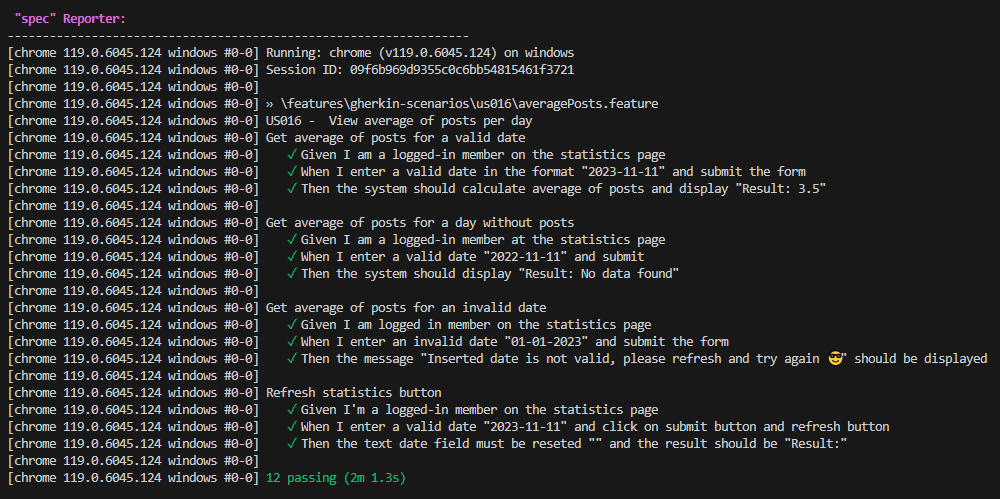 "spec" Reporter:
------------------------------------------------------------------
[chrome 119.0.6045.124 windows #0-0] Running: chrome (v119.0.6045.124) on windows
[chrome 119.0.6045.124 windows #0-0] Session ID: 09f6b969d9355c0c6bb54815461f3721
[chrome 119.0.6045.124 windows #0-0]
[chrome 119.0.6045.124 windows #0-0] » \features\gherkin-scenarios\us016\averagePosts.feature
[chrome 119.0.6045.124 windows #0-0] US016 -  View average of posts per day
[chrome 119.0.6045.124 windows #0-0] Get average of posts for a valid date
[chrome 119.0.6045.124 windows #0-0]    ✓ Given I am a logged-in member on the statistics page
[chrome 119.0.6045.124 windows #0-0]    ✓ When I enter a valid date in the format "2023-11-11" and submit the form
[chrome 119.0.6045.124 windows #0-0]    ✓ Then the system should calculate average of posts and display "Result: 3.5"
[chrome 119.0.6045.124 windows #0-0]
[chrome 119.0.6045.124 windows #0-0] Get average of posts for a day without posts
[chrome 119.0.6045.124 windows #0-0]    ✓ Given I am a logged-in member at the statistics page
[chrome 119.0.6045.124 windows #0-0]    ✓ When I enter a valid date "2022-11-11" and submit
[chrome 119.0.6045.124 windows #0-0]    ✓ Then the system should display "Result: No data found"
[chrome 119.0.6045.124 windows #0-0]
[chrome 119.0.6045.124 windows #0-0] Get average of posts for an invalid date
[chrome 119.0.6045.124 windows #0-0]    ✓ Given I am logged in member on the statistics page
[chrome 119.0.6045.124 windows #0-0]    ✓ When I enter an invalid date "01-01-2023" and submit the form
[chrome 119.0.6045.124 windows #0-0]    ✓ Then the message "Inserted date is not valid, please refresh and try again 😎" should be displayed
[chrome 119.0.6045.124 windows #0-0]
[chrome 119.0.6045.124 windows #0-0] Refresh statistics button
[chrome 119.0.6045.124 windows #0-0]    ✓ Given I'm a logged-in member on the statistics page
[chrome 119.0.6045.124 windows #0-0]    ✓ When I enter a valid date "2023-11-11" and click on submit button and refresh button
[chrome 119.0.6045.124 windows #0-0]    ✓ Then the text date field must be reseted "" and the result should be "Result:"
[chrome 119.0.6045.124 windows #0-0]
[chrome 119.0.6045.124 windows #0-0] 12 passing (2m 1.3s)